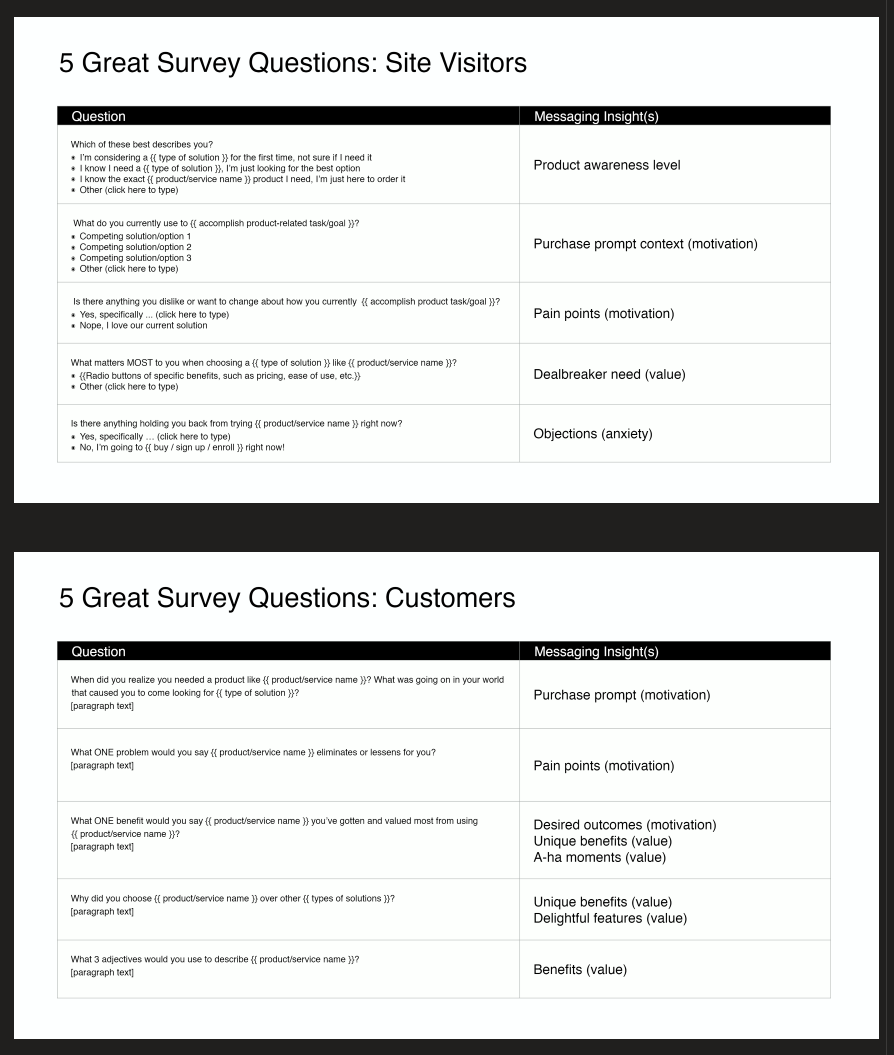 5 Great Survey Questions: Site Visitors
Question
Messaging Insight(s)
Which of these best describes you?
• I'm considering a {{ type of solution }} for the first time, not sure if I need it
• I know I need a {{ type of solution }}, I'm just looking for the best option
• I know the exact {{ product/service name }} product I need, I'm just here to order it
• Other (click here to type)
Product awareness level
What do you currently use to {{ accomplish product-related task/goal }}?
• Competing solution/option 1
• Competing solution/option 2
• Competing solution/option 3
• Other (click here to type)
Purchase prompt context (motivation)
Is there anything you dislike or want to change about how you currently {{ accomplish product task/goal }}?
• Yes, specifically ... (click here to type)
• Nope, I love our current solution
Pain points (motivation)
What matters MOST to you when choosing a {{ type of solution }} like {{ product/service name }}?
• {{Radio buttons of specific benefits, such as pricing, ease of use, etc.}}
• Other (click here to type)
Dealbreaker need (value)
Is there anything holding you back from trying {{ product/service name }} right now?
• Yes, specifically … (click here to type)
• No, I'm going to {{ buy / sign up / enroll }} right now!
Objections (anxiety)
5 Great Survey Questions: Customers
Question
Messaging Insight(s)
When did you realize you needed a product like {{ product/service name }}? What was going on in your world
that caused you to come looking for {{ type of solution }}?
[paragraph text]
Purchase prompt (motivation)
What ONE problem would you say {{ product/service name }} eliminates or lessens for you?
[paragraph text]
Pain points (motivation)
What ONE benefit would you say {{ product/service name }} you've gotten and valued most from using
{{ product/service name }}?
[paragraph text]
Desired outcomes (motivation)
Unique benefits (value)
A-ha moments (value)
Why did you choose {{ product/service name }} over other {{ types of solutions }}?
[paragraph text]
Unique benefits (value)
Delightful features (value)
What 3 adjectives would you use to describe {{ product/service name }}?
[paragraph text]
Benefits (value)